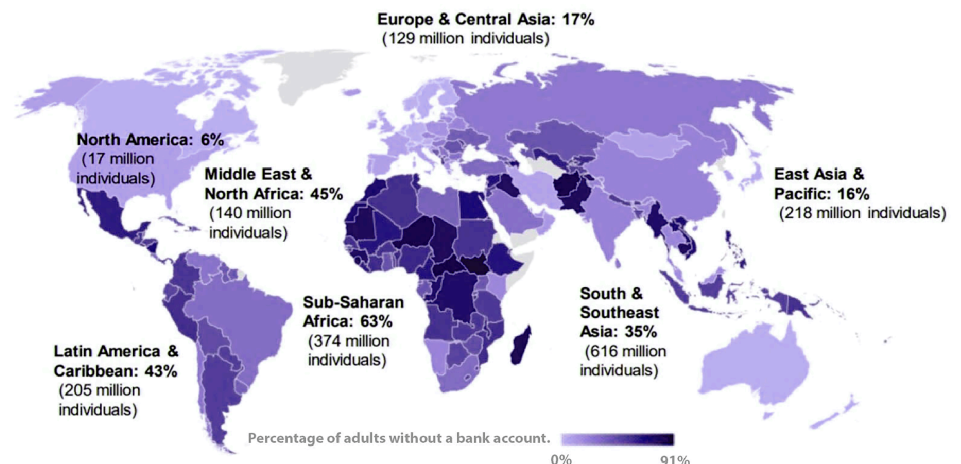 Europe & Central Asia: 17%
(129 million individuals)
North America: 6%
(17 million
individuals)
Middle East &
North Africa: 45%
(140 million
individuals)
East Asia &
Pacific: 16%
(218 million individuals)
Sub-Saharan
Africa: 63%
(374 million
individuals)
South &
Southeast
Asia: 35%
(616 million
individuals)
Latin America &
Caribbean: 43%
(205 million
individuals)
Percentage of adults without a bank account.
0%
91%